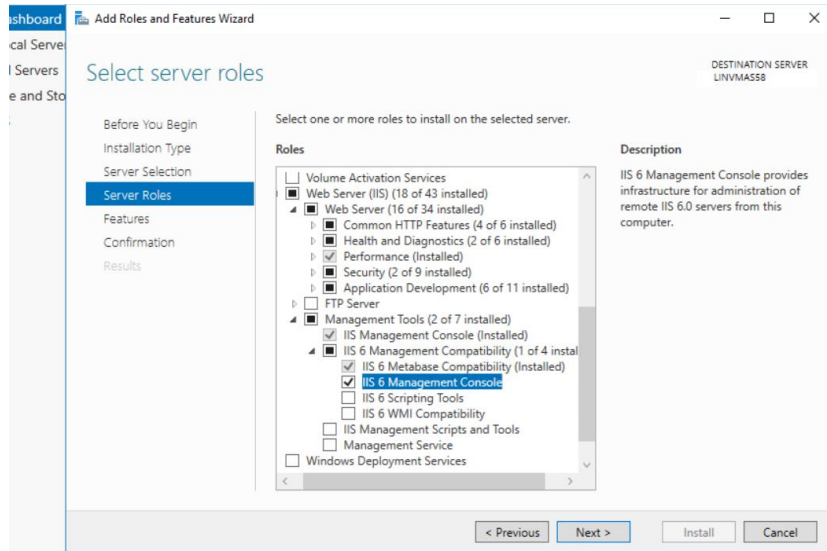 ashboard
Add Roles and Features Wizard
ocal Server
l Servers
e and Sto
Select server roles
DESTINATION SERVER
LINVMAS58
Before You Begin
Installation Type
Server Selection
Server Roles
Features
Confirmation
Results
Select one or more roles to install on the selected server.
Roles
Volume Activation Services
Web Server (IIS) (18 of 43 installed)
Web Server (16 of 34 installed)
Common HTTP Features (4 of 6 installed)
Health and Diagnostics (2 of 6 installed)
Performance (Installed)
Security (2 of 9 installed)
Application Development (6 of 11 installed)
FTP Server
Management Tools (2 of 7 installed)
IIS Management Console (Installed)
IIS 6 Management Compatibility (1 of 4 instal
IIS 6 Metabase Compatibility (Installed)
IIS 6 Management Console
IIS 6 Scripting Tools
IIS 6 WMI Compatibility
IIS Management Scripts and Tools
Management Service
Windows Deployment Services
Description
IIS 6 Management Console provides
infrastructure for administration of
remote IIS 6.0 servers from this
computer.
< Previous
Next >
Install
Cancel